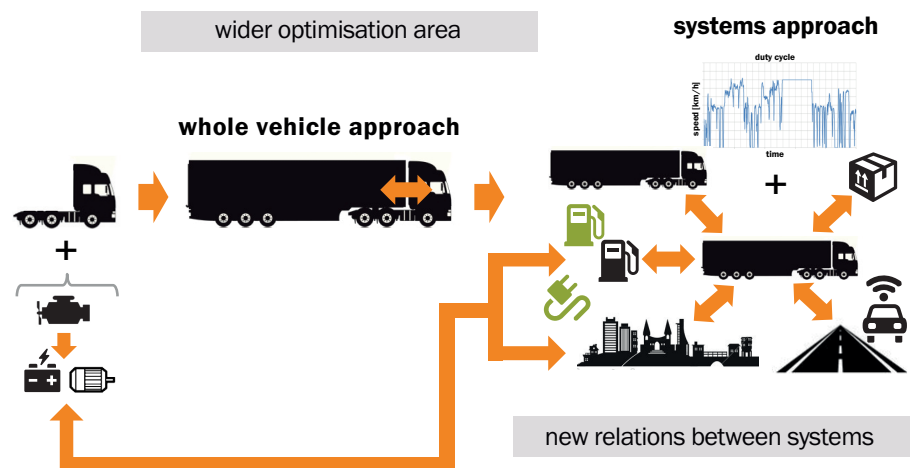 wider optimisation area
systems approach
duty cycle
speed [km/h]
time
whole vehicle approach
+
+
new relations between systems